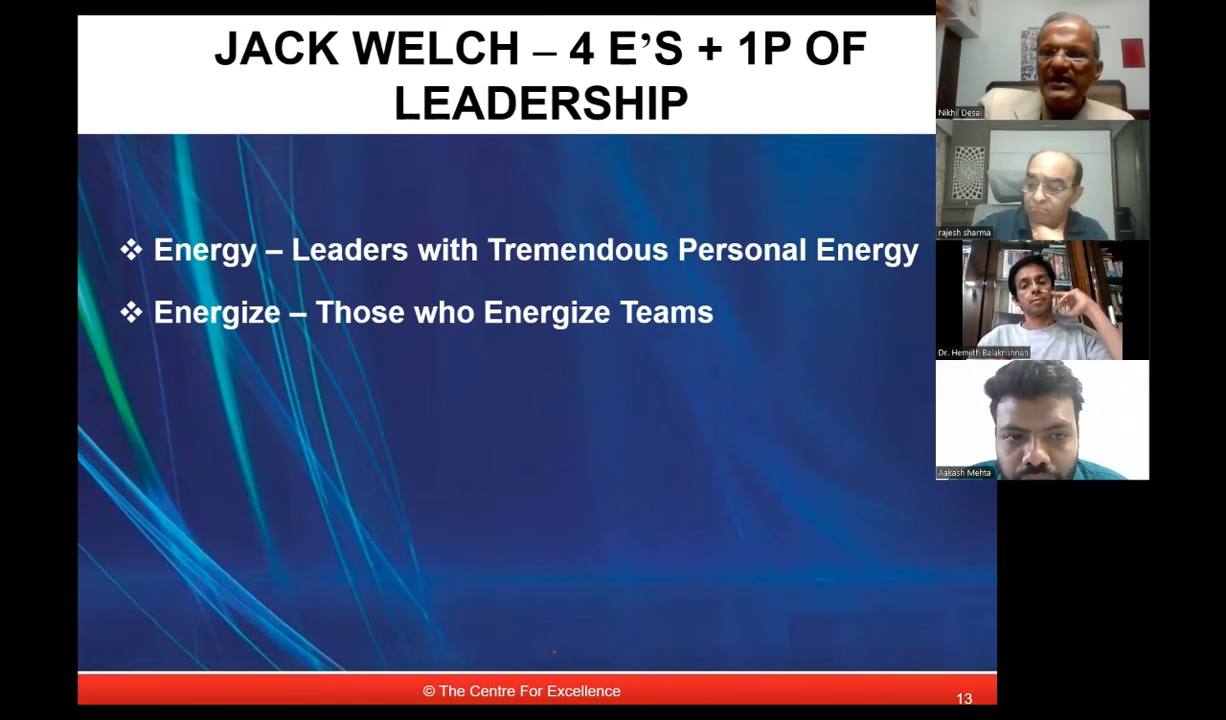 JACK WELCH – 4 E’S + 1P OF
LEADERSHIP
❖ Energy – Leaders with Tremendous Personal Energy
❖ Energize – Those who Energize Teams
© The Centre For Excellence
13
Nikhil Desai
rajesh sharma
Dr. Hemjith Balakrishnan
Aakash Mehta